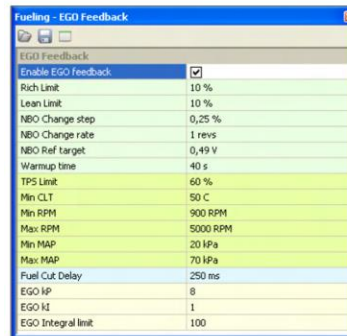 Fueling - EGO Feedback
EGO Feedback
Enable EGO feedback
Rich Limit 10 %
Lean Limit 10 %
NBO Change step 0,25 %
NBO Change rate 1 revs
NBO Ref target 0,49 V
Warmup time 40 s
TPS Limit 60 %
Min CLT 50 C
Min RPM 900 RPM
Max RPM 5000 RPM
Min MAP 20 kPa
Max MAP 70 kPa
Fuel Cut Delay 250 ms
EGO kP 8
EGO kI 1
EGO Integral limit 100